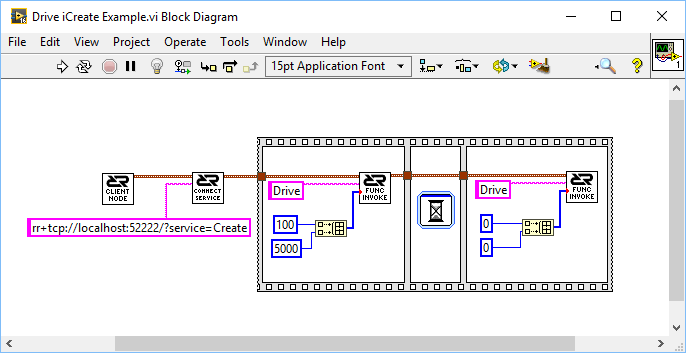 Drive iCreate Example.vi Block Diagram
File Edit View Project Operate Tools Window Help
15pt Application Font
1
CLIENT
NODE
CONNECT
SERVICE
rr+tcp://localhost:52222/?service=Create
Drive
FUNC
INVOKE
100
5000
Drive
FUNC
INVOKE
0
0